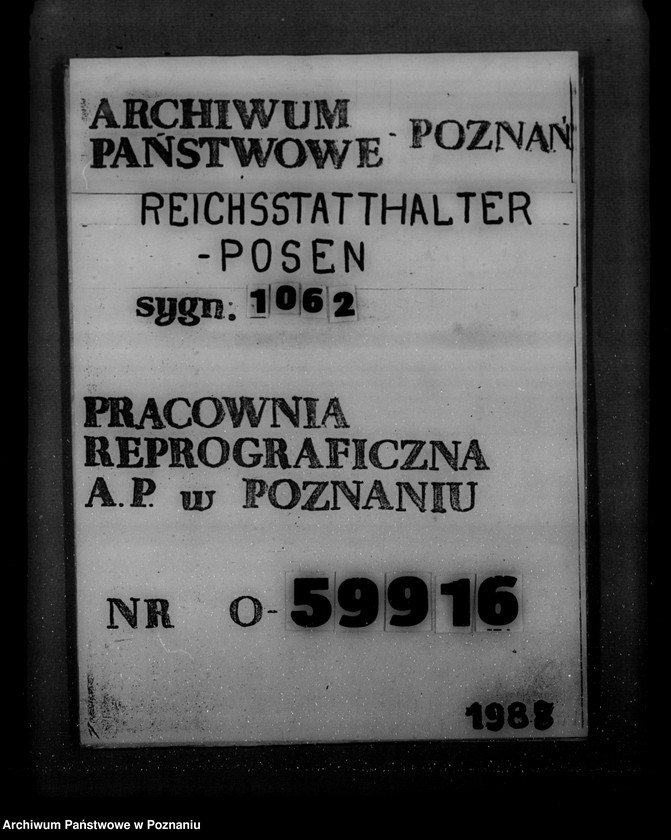 ARCHIWUM
PAŃSTWOWE - POZNAŃ
REICHSSTATTHALTER
-POSEN
sygn: 1062
PRACOWNIA
REPROGRAFICZNA
A.P. w POZNANIU
NR O-59916
1988
Archiwum Państwowe w Poznaniu